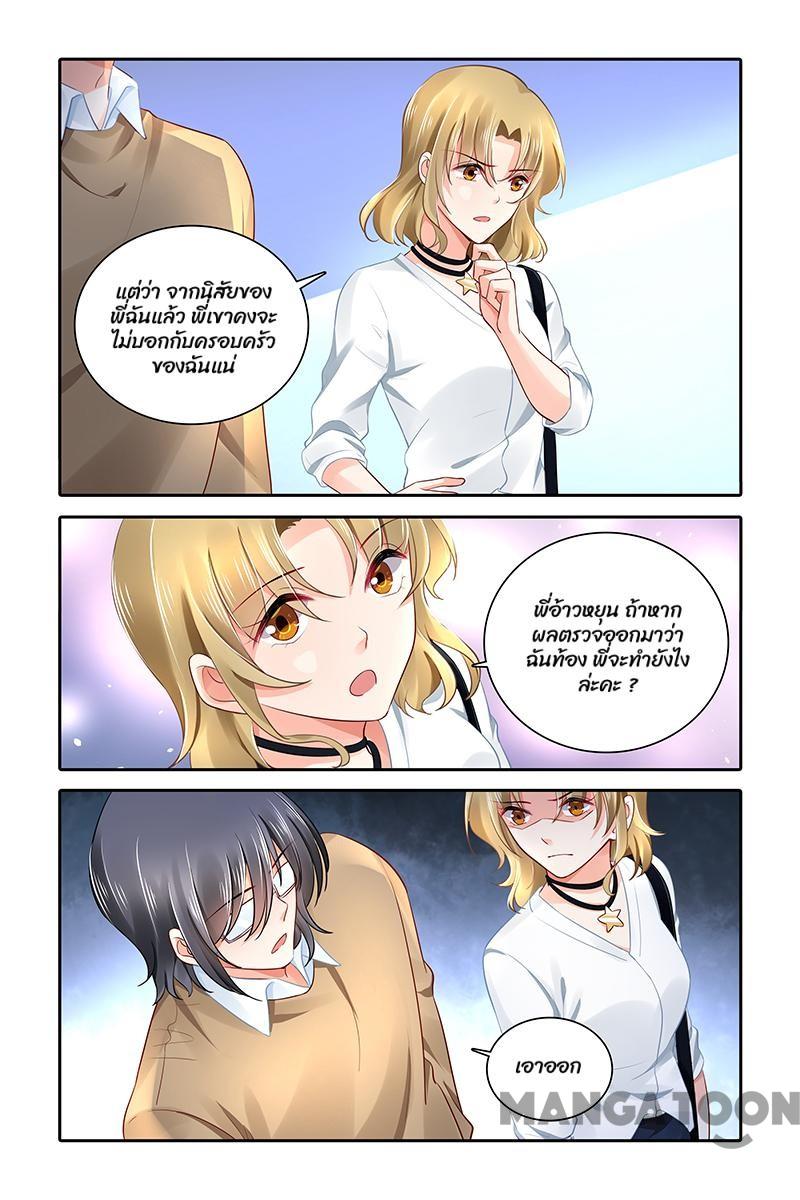 แต่ว่า จากนิสัยของ
พี่ฉันแล้ว พี่เขาคงจะ
ไม่บอกกับครอบครัว
ของฉันแน่
พี่อ้าวหยุน ถ้าหาก
ผลตรวจออกมาว่า
ฉันท้อง พี่จะทำยังไง
ล่ะคะ ?
เอาออก
MANGATOON